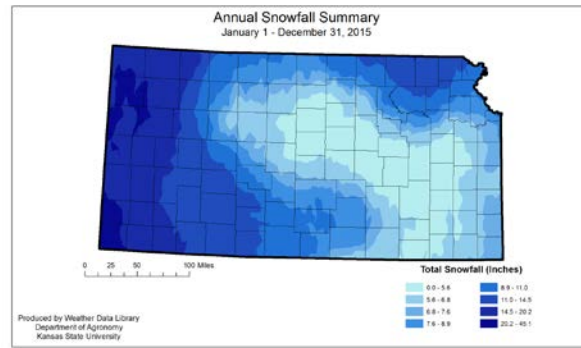 Annual Snowfall Summary
January 1 - December 31, 2015
0 25 50 100 Miles
Total Snowfall (Inches)
0.0 - 5.6
5.6 - 6.8
6.8 - 7.6
7.6 - 8.9
8.9 - 11.0
11.0 - 14.5
14.5 - 20.2
20.2 - 45.1
Produced by Weather Data Library
Department of Agronomy
Kansas State University